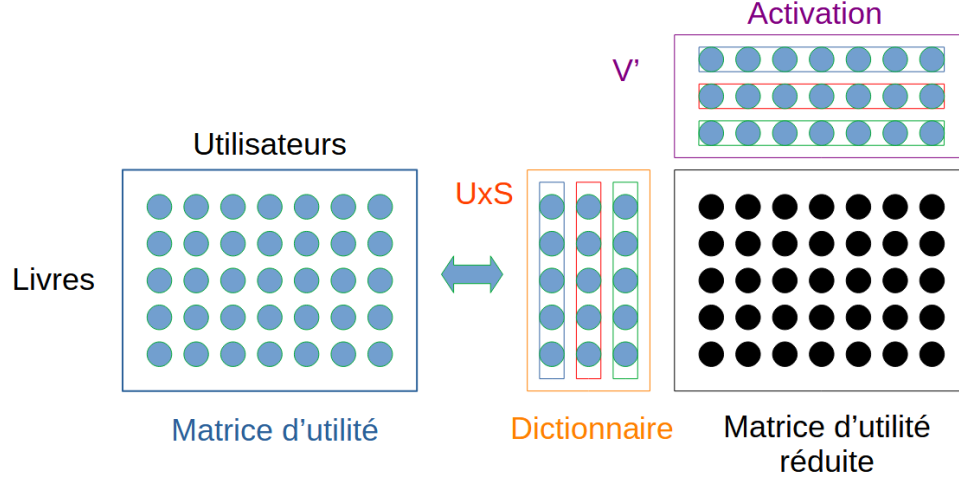 Activation
V’
Utilisateurs
UxS
Livres
Matrice d’utilité
Dictionnaire
Matrice d’utilité
réduite